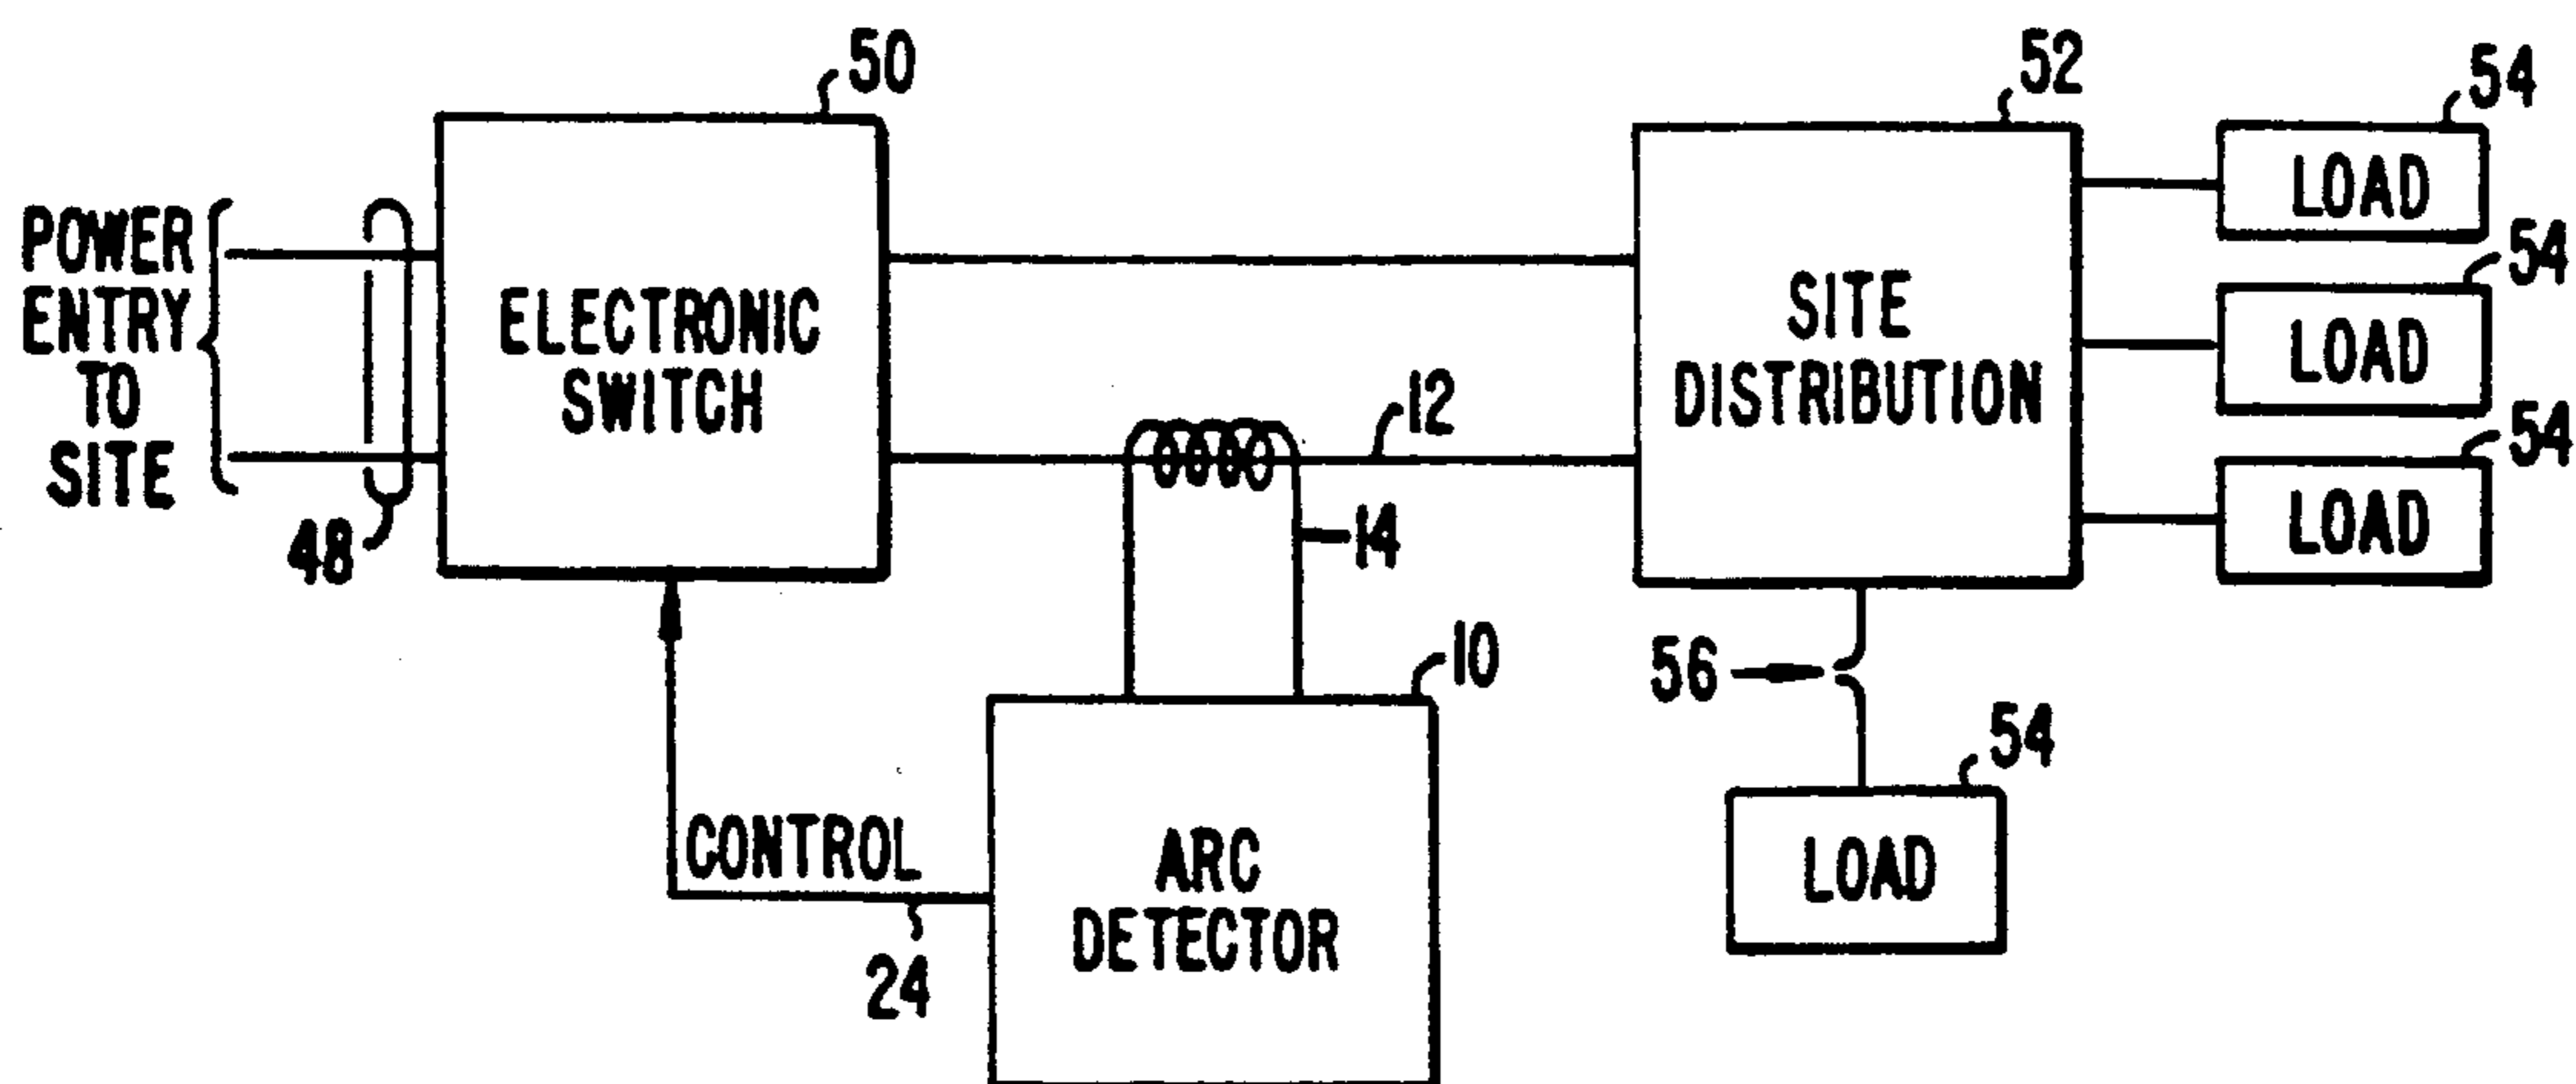 50
52
54
POWER
ENTRY
TO
SITE
48
ELECTRONIC
SWITCH
12
14
SITE
DISTRIBUTION
LOAD
54
LOAD
54
LOAD
10
56
54
LOAD
CONTROL
24
ARC
DETECTOR